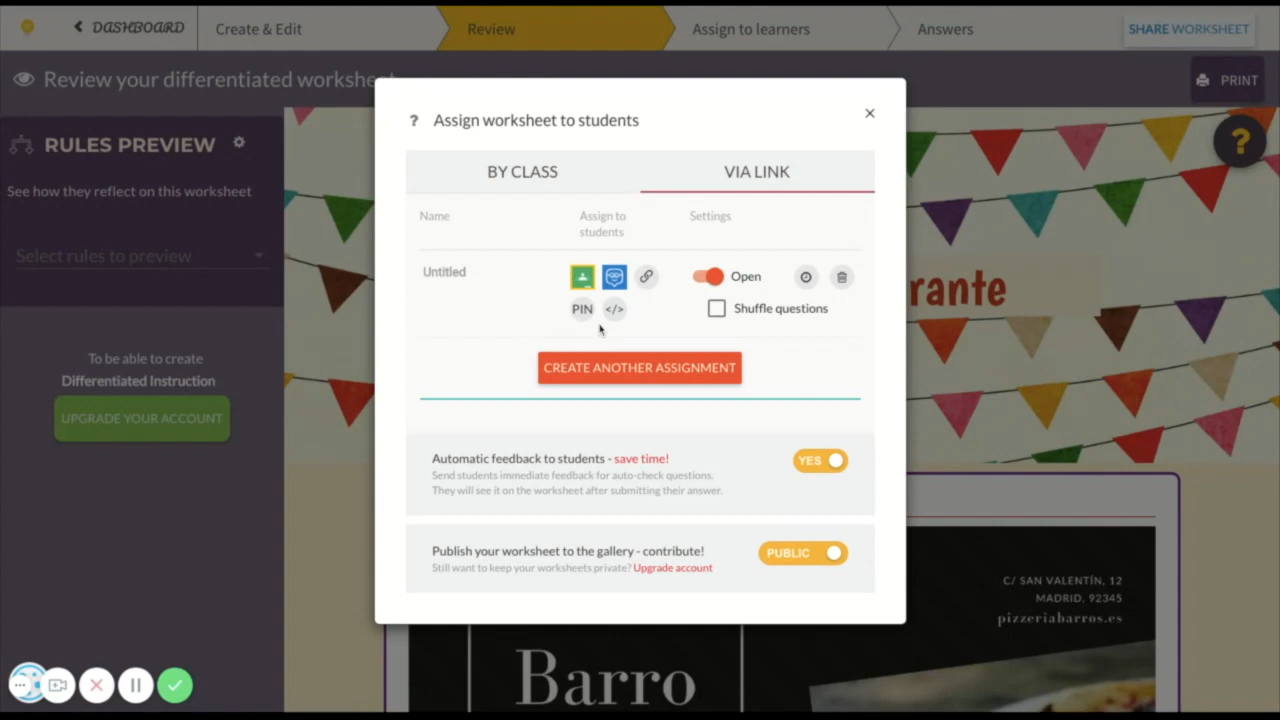 DASHBOARD
Create & Edit
Review
Assign to learners
Answers
SHARE WORKSHEET
Review your differentiated workshe
PRINT
RULES PREVIEW
See how they reflect on this worksheet
Select rules to preview
To be able to create
Differentiated Instruction
UPGRADE YOUR ACCOUNT
? Assign worksheet to students ×
BY CLASS
VIA LINK
Name
Assign to
students
Settings
Untitled
Open
PIN </>
Shuffle questions
CREATE ANOTHER ASSIGNMENT
Automatic feedback to students - save time!
Send students immediate feedback for auto-check questions.
They will see it on the worksheet after submitting their answer.
YES
Publish your worksheet to the gallery - contribute!
Still want to keep your worksheets private? Upgrade account
PUBLIC
?
rante
C/ SAN VALENTÍN, 12
MADRID, 92345
pizzeriabarros.es
Barro